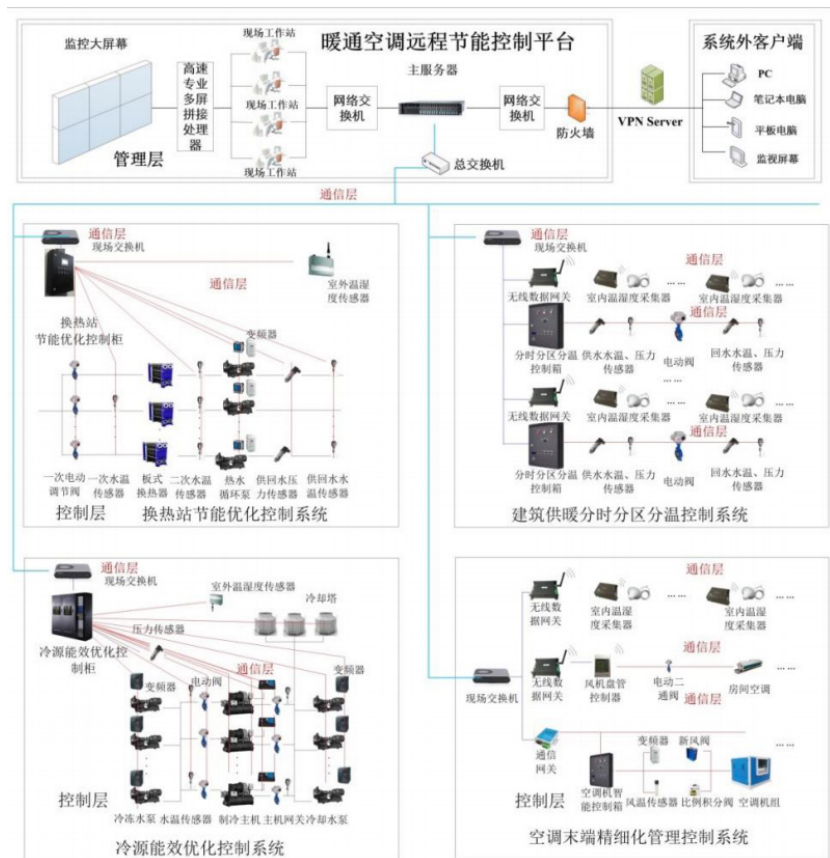 暖通空调远程节能控制平台
监控大屏幕
高速
专业
多屏
拼接
处理
器
现场工作站
现场工作站
现场工作站
现场工作站
管理层
网络交
换机
主服务器
网络交
换机
防火墙
总交换机
VPN Server
系统外客户端
PC
笔记本电脑
平板电脑
监视屏幕
通信层
通信层
现场交换机
通信层
室外温湿
度传感器
换热站
节能优化控制柜
变频器
一次电动
调节阀
一次水温
传感器
板式
换热器
二次水温
传感器
热水
循环泵
供回水压
力传感器
供回水水
温传感器
控制层
换热站节能优化控制系统
通信层
现场交换机
通信层
无线数据网关
室内温湿度采集器
... ...
室内温湿度采集器
... ...
通信层
分时分区分温
控制箱
供水水温、压力
传感器
电动阀
回水水温、压力
传感器
... ...
无线数据网关
室内温湿度采集器
室内温湿度采集器
... ...
通信层
分时分区分温
控制箱
供水水温、压力
传感器
电动阀
回水水温、压力
传感器
建筑供暖分时分区分温控制系统
通信层
现场交换机
室外温湿度传感器
冷却塔
压力传感器
冷源能效优化控
制柜
变频器
电动阀
通信层
变频器
控制层
冷冻水泵
水温传感器
制冷主机
主机网关
冷却水泵
冷源能效优化控制系统
通信层
无线数
据网关
室内温湿
度采集器
... ...
室内温湿
度采集器
... ...
通信层
现场交换机
无线数
据网关
风机盘管
控制器
电动二
通阀
房间空调
... ...
通信层
通信
网关
变频器
新风阀
... ...
空调机智
能控制箱
风温传感器
比例积分阀
空调机组
控制层
空调末端精细化管理控制系统